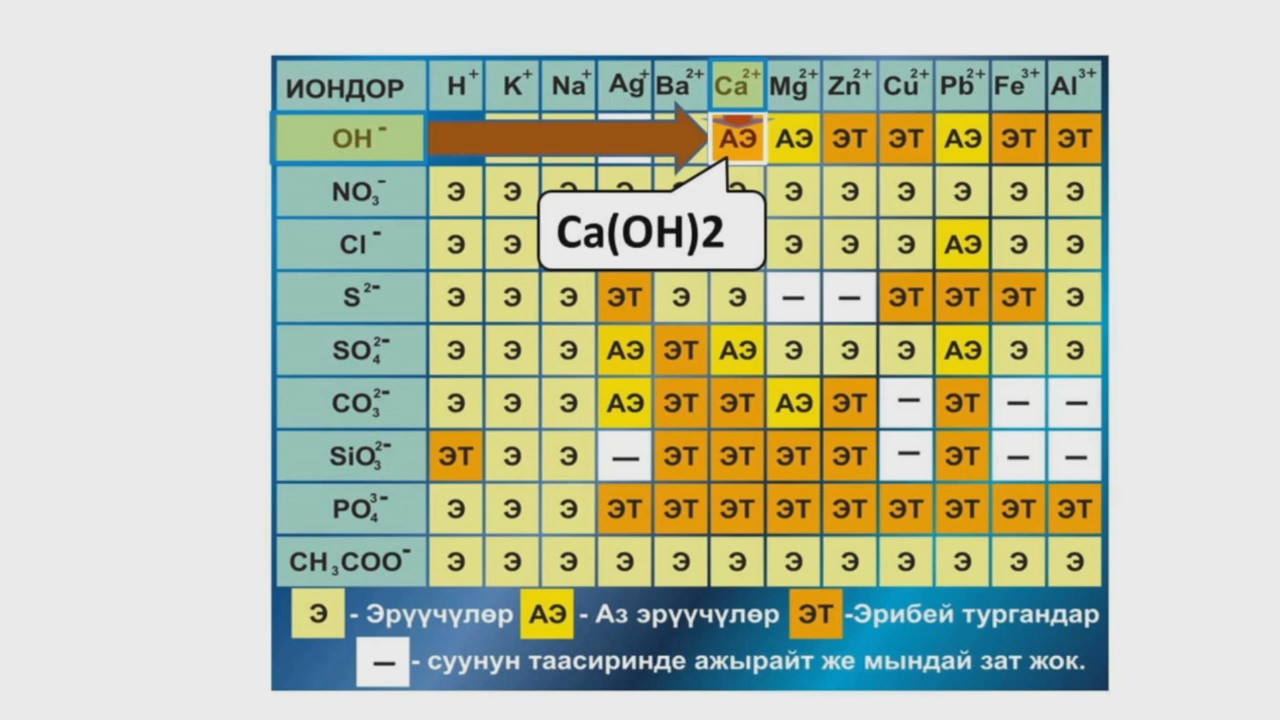 ИОНДОР H⁺ K⁺ Na⁺ Ag⁺ Ba²⁺ Ca²⁺ Mg²⁺ Zn²⁺ Cu²⁺ Pb²⁺ Fe³⁺ Al³⁺
OH⁻ АЭ АЭ ЭТ ЭТ АЭ ЭТ ЭТ
NO₃⁻ Э Э Э Э Э Э Э Э Э Э Э Э
Cl⁻ Э Э Э Э Э АЭ Э Э
Ca(OH)2
S²⁻ Э Э Э ЭТ Э Э – – ЭТ ЭТ ЭТ Э
SO₄²⁻ Э Э Э АЭ ЭТ АЭ Э Э Э АЭ Э Э
CO₃²⁻ Э Э Э АЭ ЭТ ЭТ АЭ ЭТ – ЭТ – –
SiO₃²⁻ ЭТ Э Э – ЭТ ЭТ ЭТ ЭТ – ЭТ – –
PO₄³⁻ Э Э Э ЭТ ЭТ ЭТ ЭТ ЭТ ЭТ ЭТ ЭТ ЭТ
CH₃COO⁻ Э Э Э Э Э Э Э Э Э Э Э Э
Э - Эрүүчүлөр АЭ - Аз эрүүчүлөр ЭТ -Эрибей тургандар
– - суунун таасиринде ажырайт же мындай зат жок.